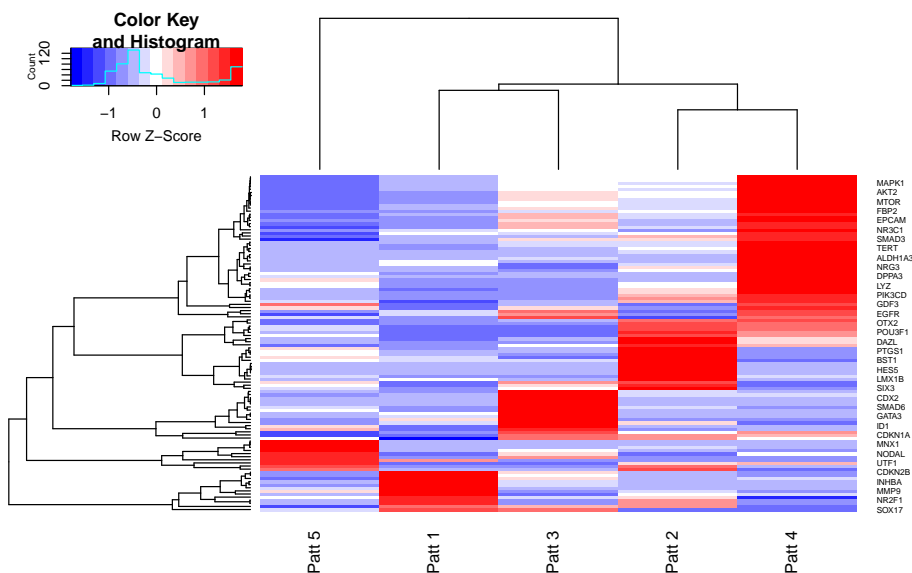 Color Key
and Histogram
Count
0
120
−1
0
1
Row Z−Score
MAPK1
AKT2
MTOR
FBP2
EPCAM
NR3C1
SMAD3
TERT
ALDH1A3
NRG3
DPPA3
LYZ
PIK3CD
GDF3
EGFR
OTX2
POU3F1
DAZL
PTGS1
BST1
HES5
LMX1B
SIX3
CDX2
SMAD6
GATA3
ID1
CDKN1A
MNX1
NODAL
UTF1
CDKN2B
INHBA
MMP9
NR2F1
SOX17
Patt 5
Patt 1
Patt 3
Patt 2
Patt 4